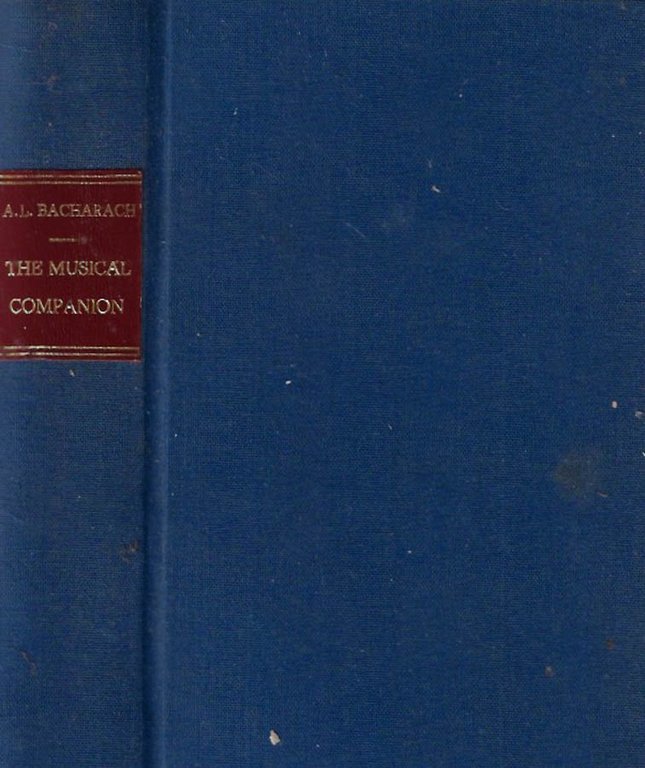 A.L. BACHARACH
THE MUSICAL
COMPANION